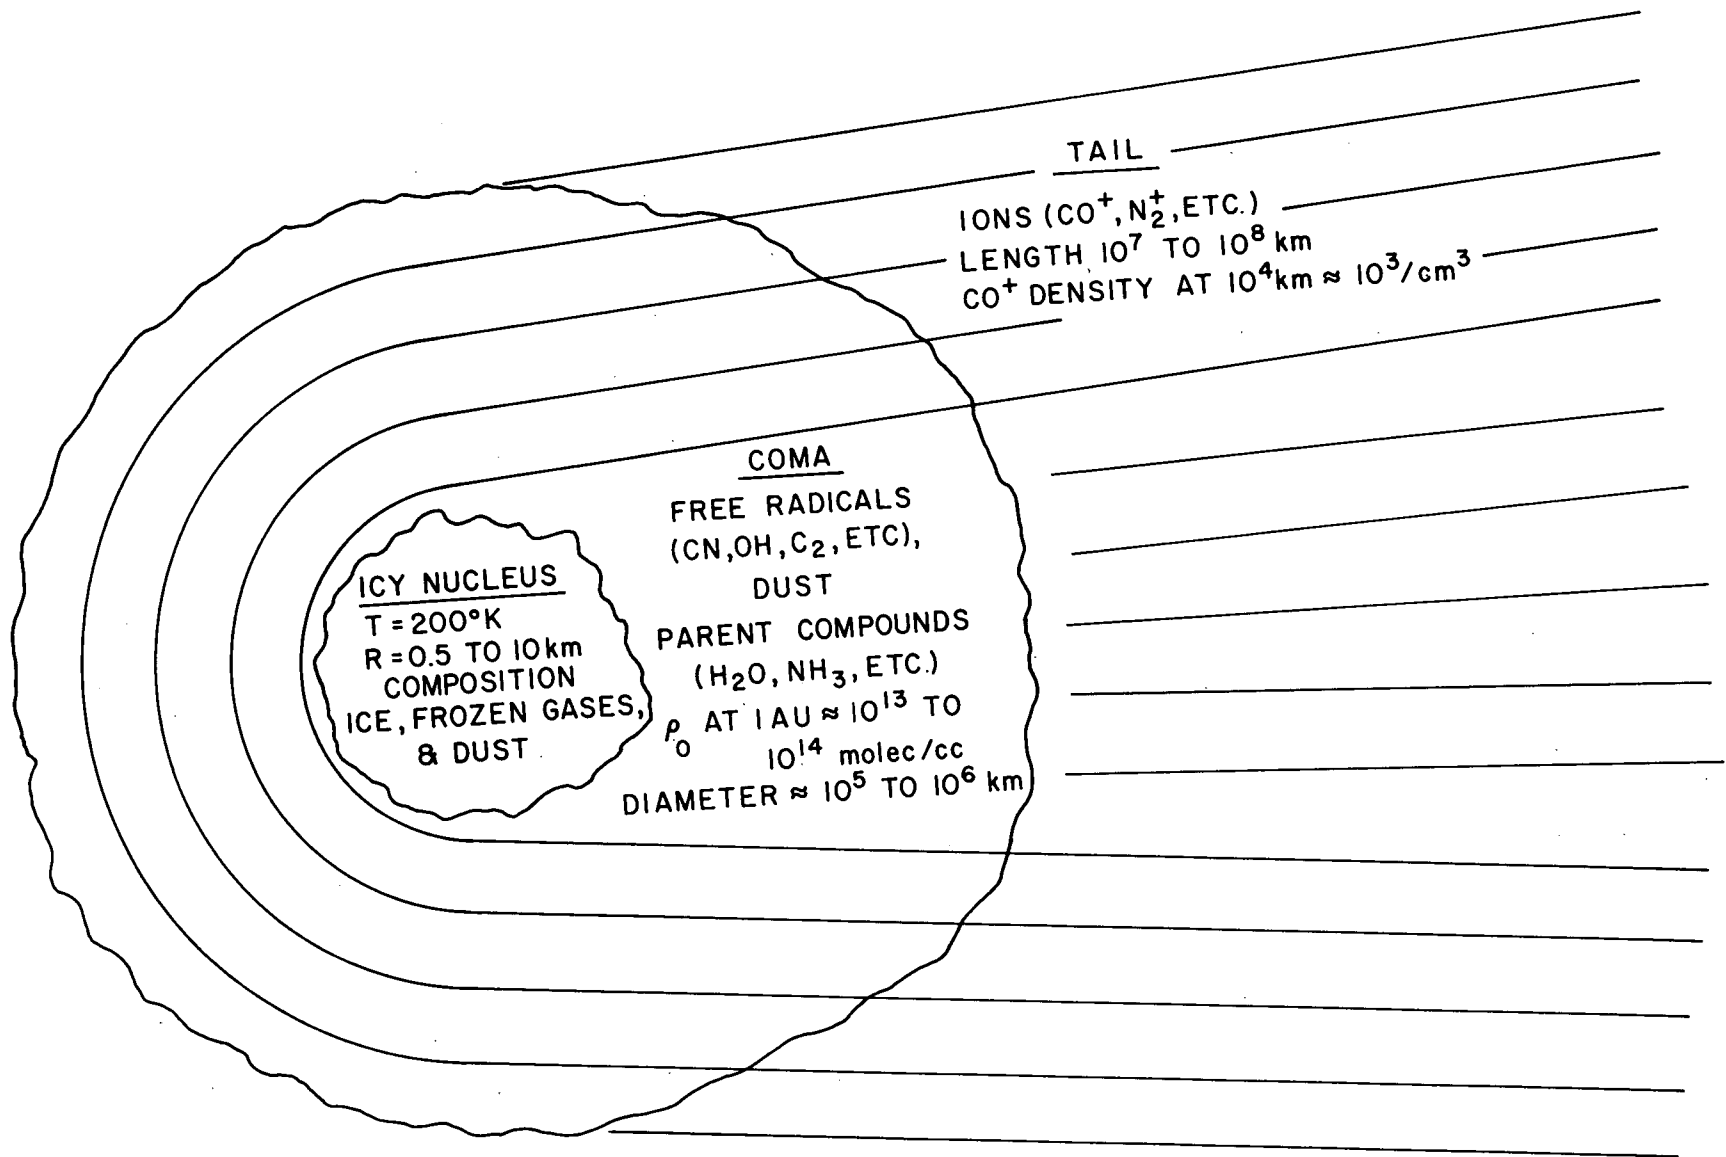 TAIL
IONS (CO⁺, N₂⁺, ETC.)
LENGTH 10⁷ TO 10⁸ km
CO⁺ DENSITY AT 10⁴km ≈ 10³/cm³
COMA
FREE RADICALS
(CN, OH, C₂, ETC),
DUST
PARENT COMPOUNDS
(H₂O, NH₃, ETC.)
ρ₀ AT 1 AU ≈ 10¹³ TO
10¹⁴ molec/cc
DIAMETER ≈ 10⁵ TO 10⁶ km
ICY NUCLEUS
T = 200°K
R = 0.5 TO 10 km
COMPOSITION
ICE, FROZEN GASES,
& DUST